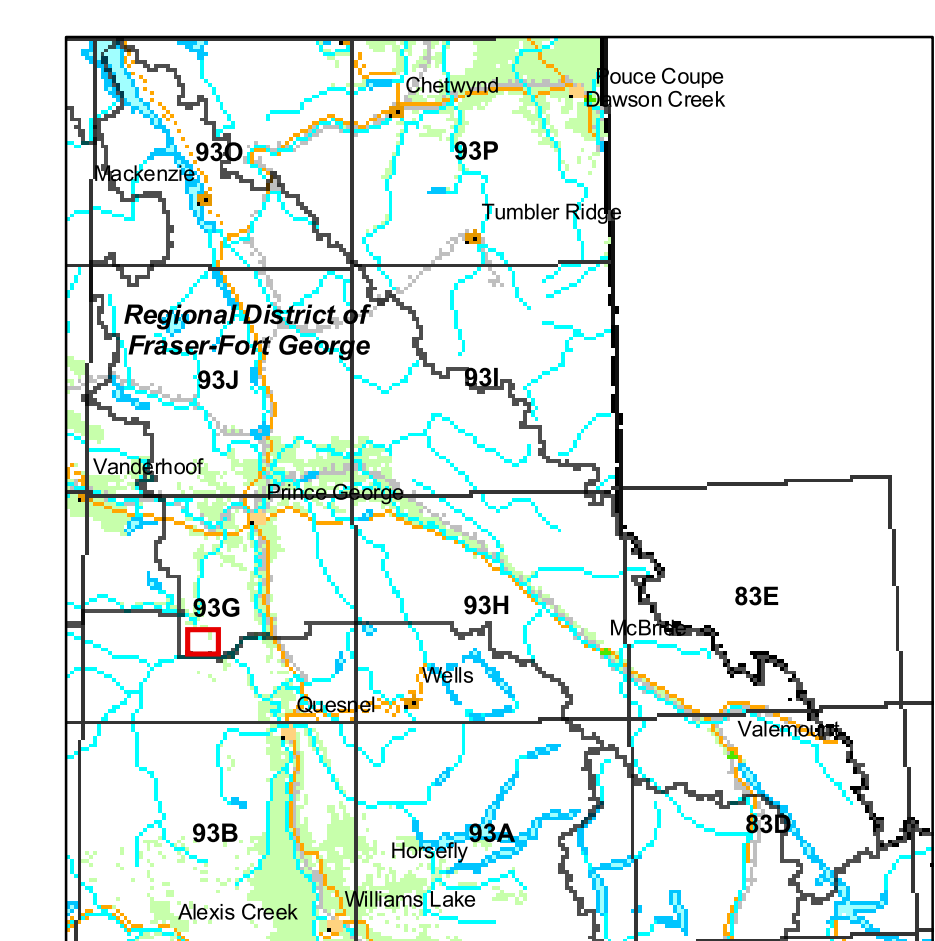 Pouce Coupe
Chetwynd
Dawson Creek
93O
93P
Mackenzie
Tumbler Ridge
Regional District of
Fraser-Fort George
93J
93I
Vanderhoof
Prince George
83E
93G
93H
McBride
Wells
Quesnel
Valemount
93B
93A
83D
Horsefly
Williams Lake
Alexis Creek